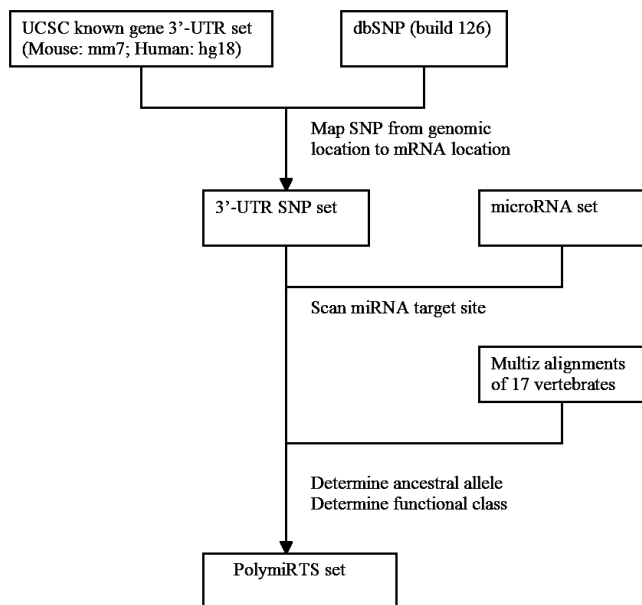 UCSC known gene 3’-UTR set
(Mouse: mm7; Human: hg18)
dbSNP (build 126)
Map SNP from genomic
location to mRNA location
3’-UTR SNP set
microRNA set
Scan miRNA target site
Multiz alignments
of 17 vertebrates
Determine ancestral allele
Determine functional class
PolymiRTS set